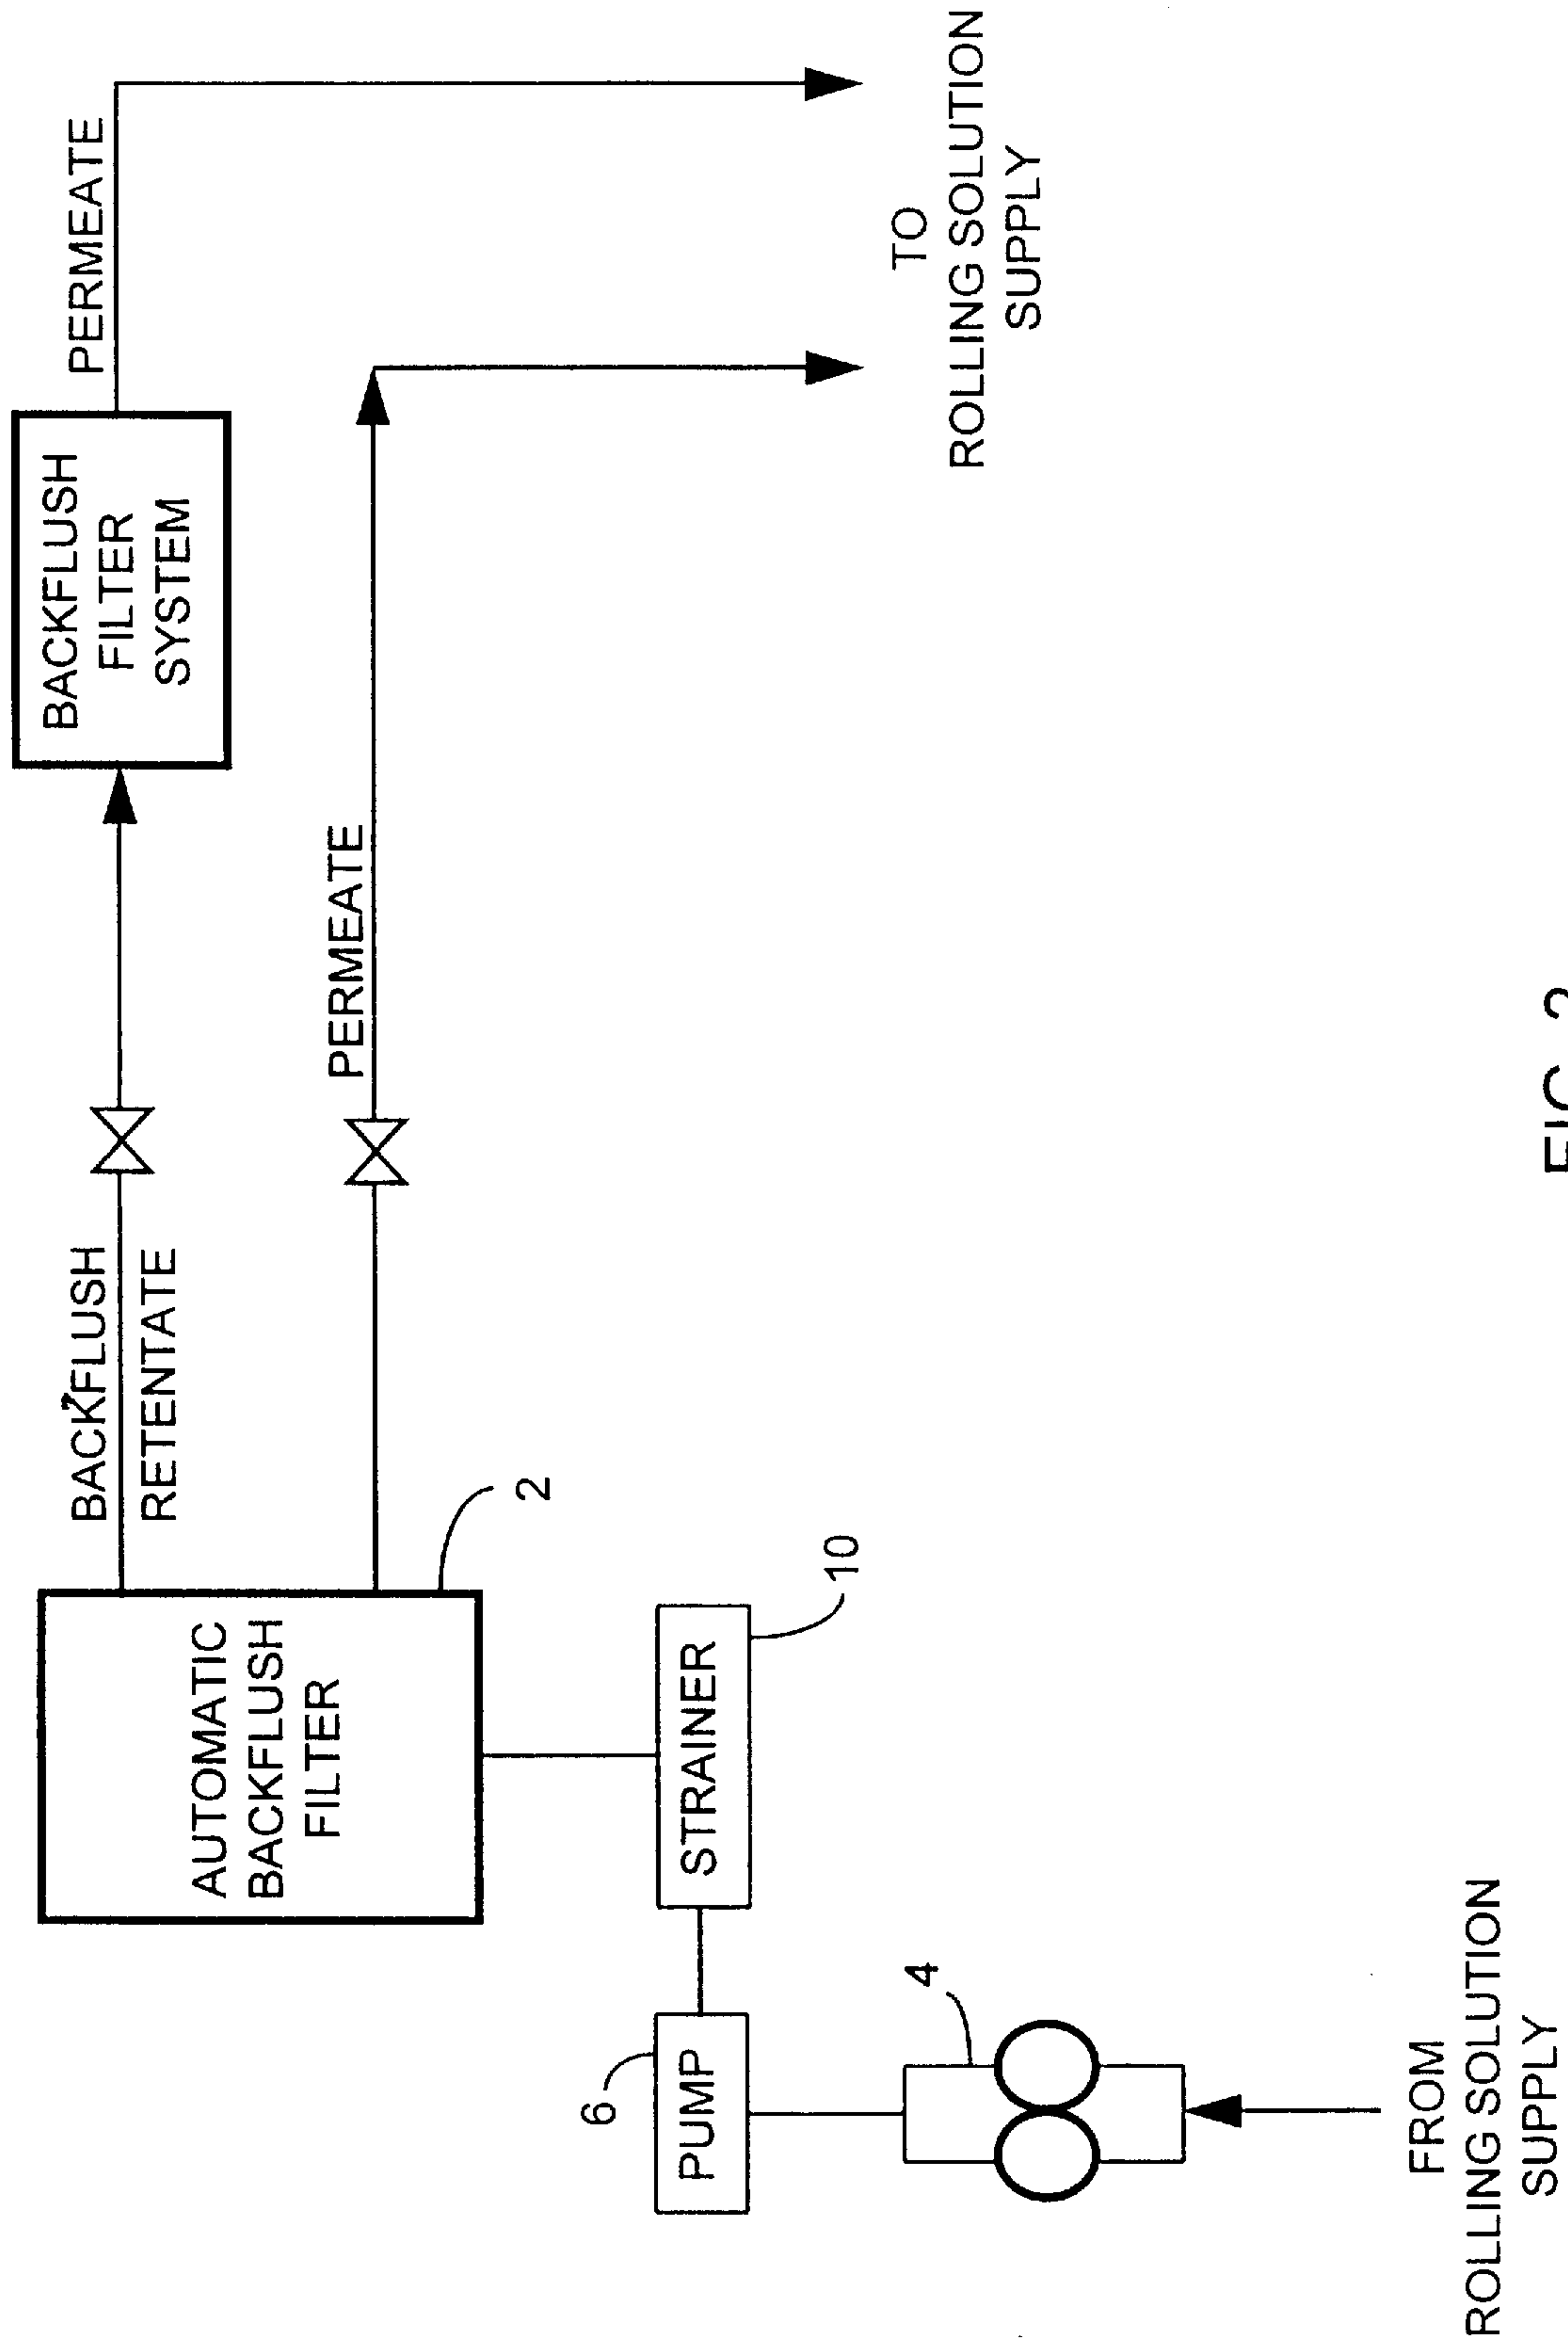 BACKFLUSH
RETENTATE
BACKFLUSH
FILTER
SYSTEM
PERMEATE
AUTOMATIC
BACKFLUSH
FILTER
2
PERMEATE
6
PUMP
STRAINER
10
4
TO
ROLLING SOLUTION
SUPPLY
FROM
ROLLING SOLUTION
SUPPLY